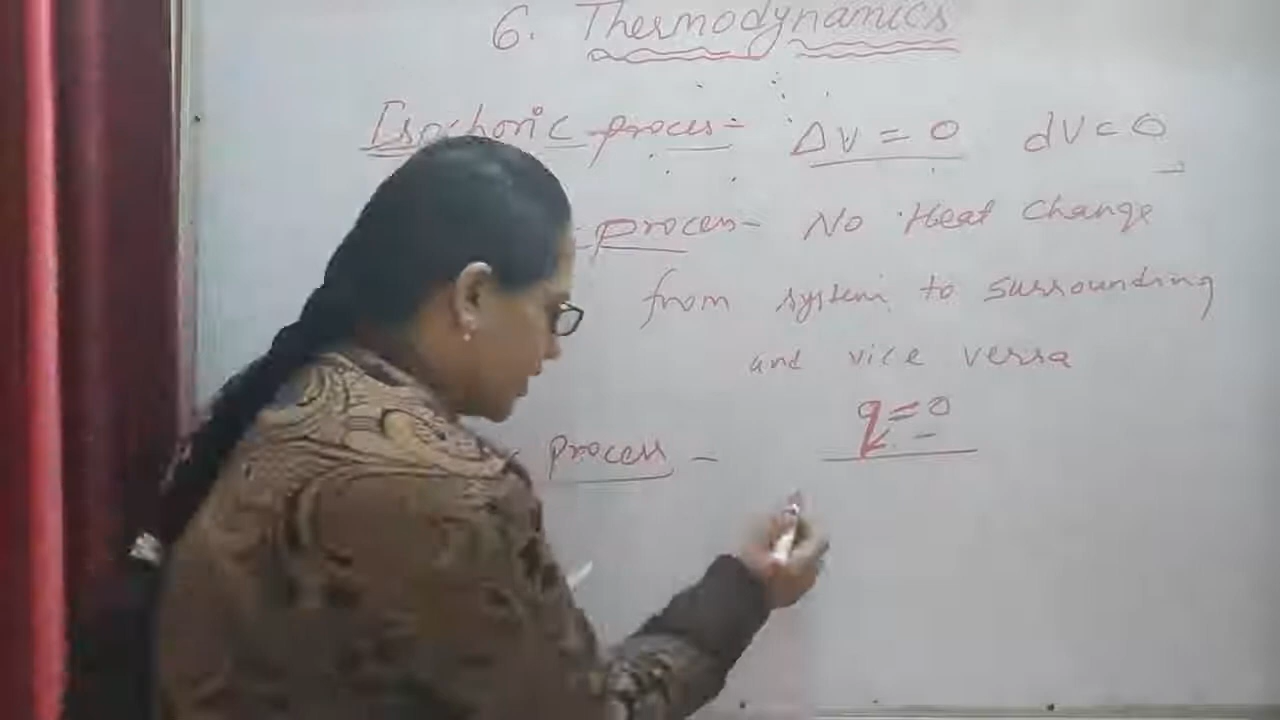 6. Thermodynamics
Isochoric proces- ΔV = 0 dV = 0
process- No Heat Change
from system to surrounding
and vice versa
q = 0
process -